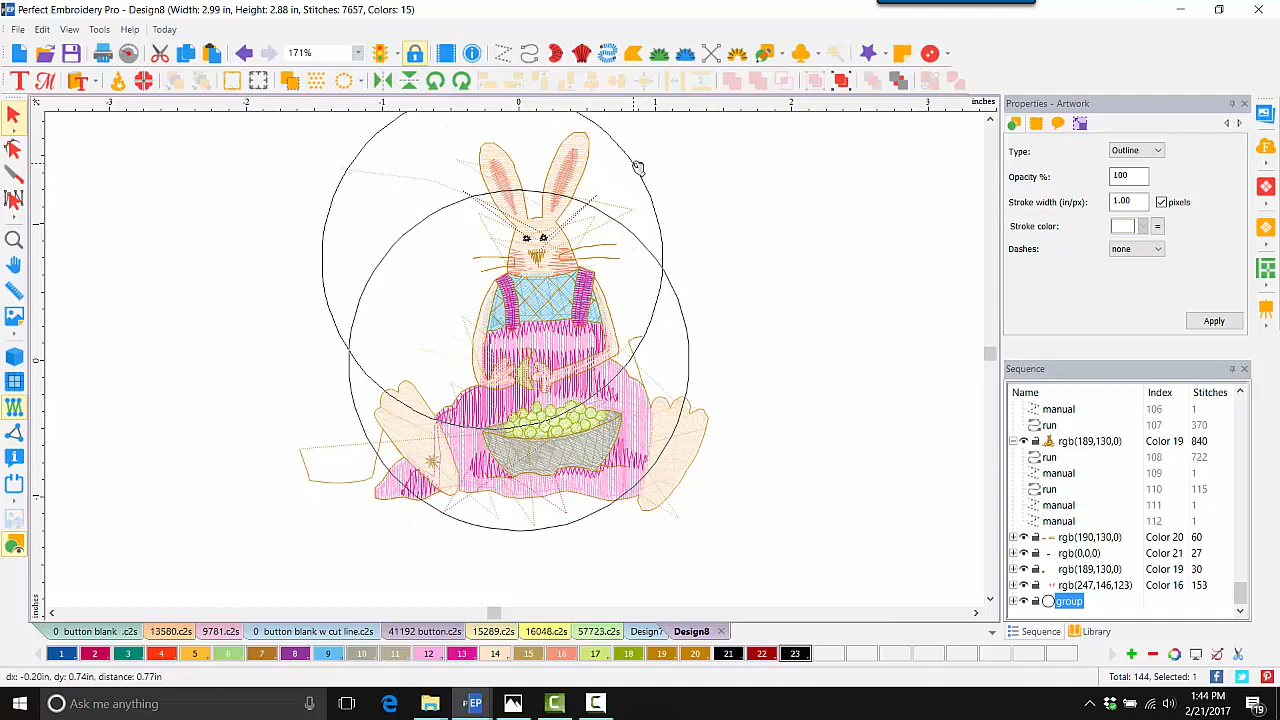 Perfect Embroidery Pro - Design8 (Width: 2.99 in, Height: 2.88 in, Stitches: 7657, Colors: 15)
File Edit View Tools Help Today
171%
-3 -2 -1 0 1 2 3 inches
Properties - Artwork
Type: Outline
Opacity %: 100
Stroke width (in/px): 1.00 pixels
Stroke color: =
Dashes: none
Apply
Sequence
Name Index Stitches
manual 106 1
run 107 370
rgb(189,130,0) Color 19 840
run 108 722
manual 109 1
run 110 115
manual 111 1
manual 112 1
rgb(190,130,0) Color 20 60
rgb(0,0,0) Color 21 27
rgb(189,130,0) Color 19 30
rgb(247,146,123) Color 16 153
group
Sequence Library
0 button blank .c2s 13580.c2s 9781.c2s 0 button blank w cut line.c2s 41192 button.c2s 15289.c2s 16048.c2s 57723.c2s Design7 Design8
1 2 3 4 5 6 7 8 9 10 11 12 13 14 15 16 17 18 19 20 21 22 23
dx: -0.20in, dy: 0.74in, distance: 0.77in
Total: 144, Selected: 1
Ask me anything
1:44 PM
2/21/2017